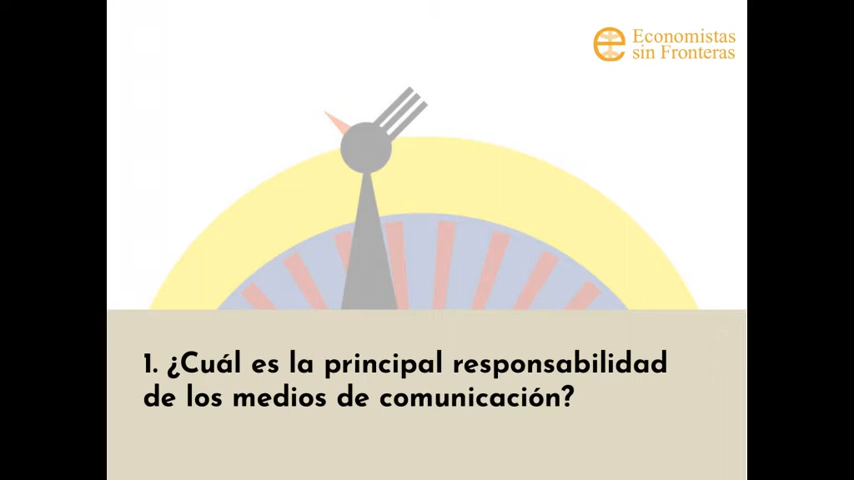 Economistas
sin Fronteras
1. ¿Cuál es la principal responsabilidad
de los medios de comunicación?